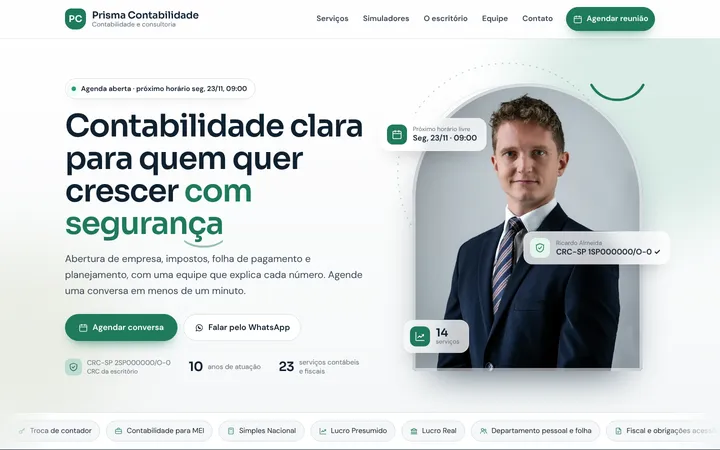 PC
Prisma Contabilidade
Contabilidade e consultoria
Serviços
Simuladores
O escritório
Equipe
Contato
Agendar reunião
Agenda aberta · próximo horário seg, 23/11, 09:00
Contabilidade clara
para quem quer
crescer com
segurança
Abertura de empresa, impostos, folha de pagamento e
planejamento, com uma equipe que explica cada número. Agende
uma conversa em menos de um minuto.
Agendar conversa
Falar pelo WhatsApp
CRC-SP 2SP000000/O-0
CRC da escritório
10 anos de atuação
23 serviços contábeis
e fiscais
Próximo horário livre
Seg, 23/11 · 09:00
Ricardo Almeida
CRC-SP 1SP000000/O-0 ✓
14
serviços
Troca de contador
Contabilidade para MEI
Simples Nacional
Lucro Presumido
Lucro Real
Departamento pessoal e folha
Fiscal e obrigações